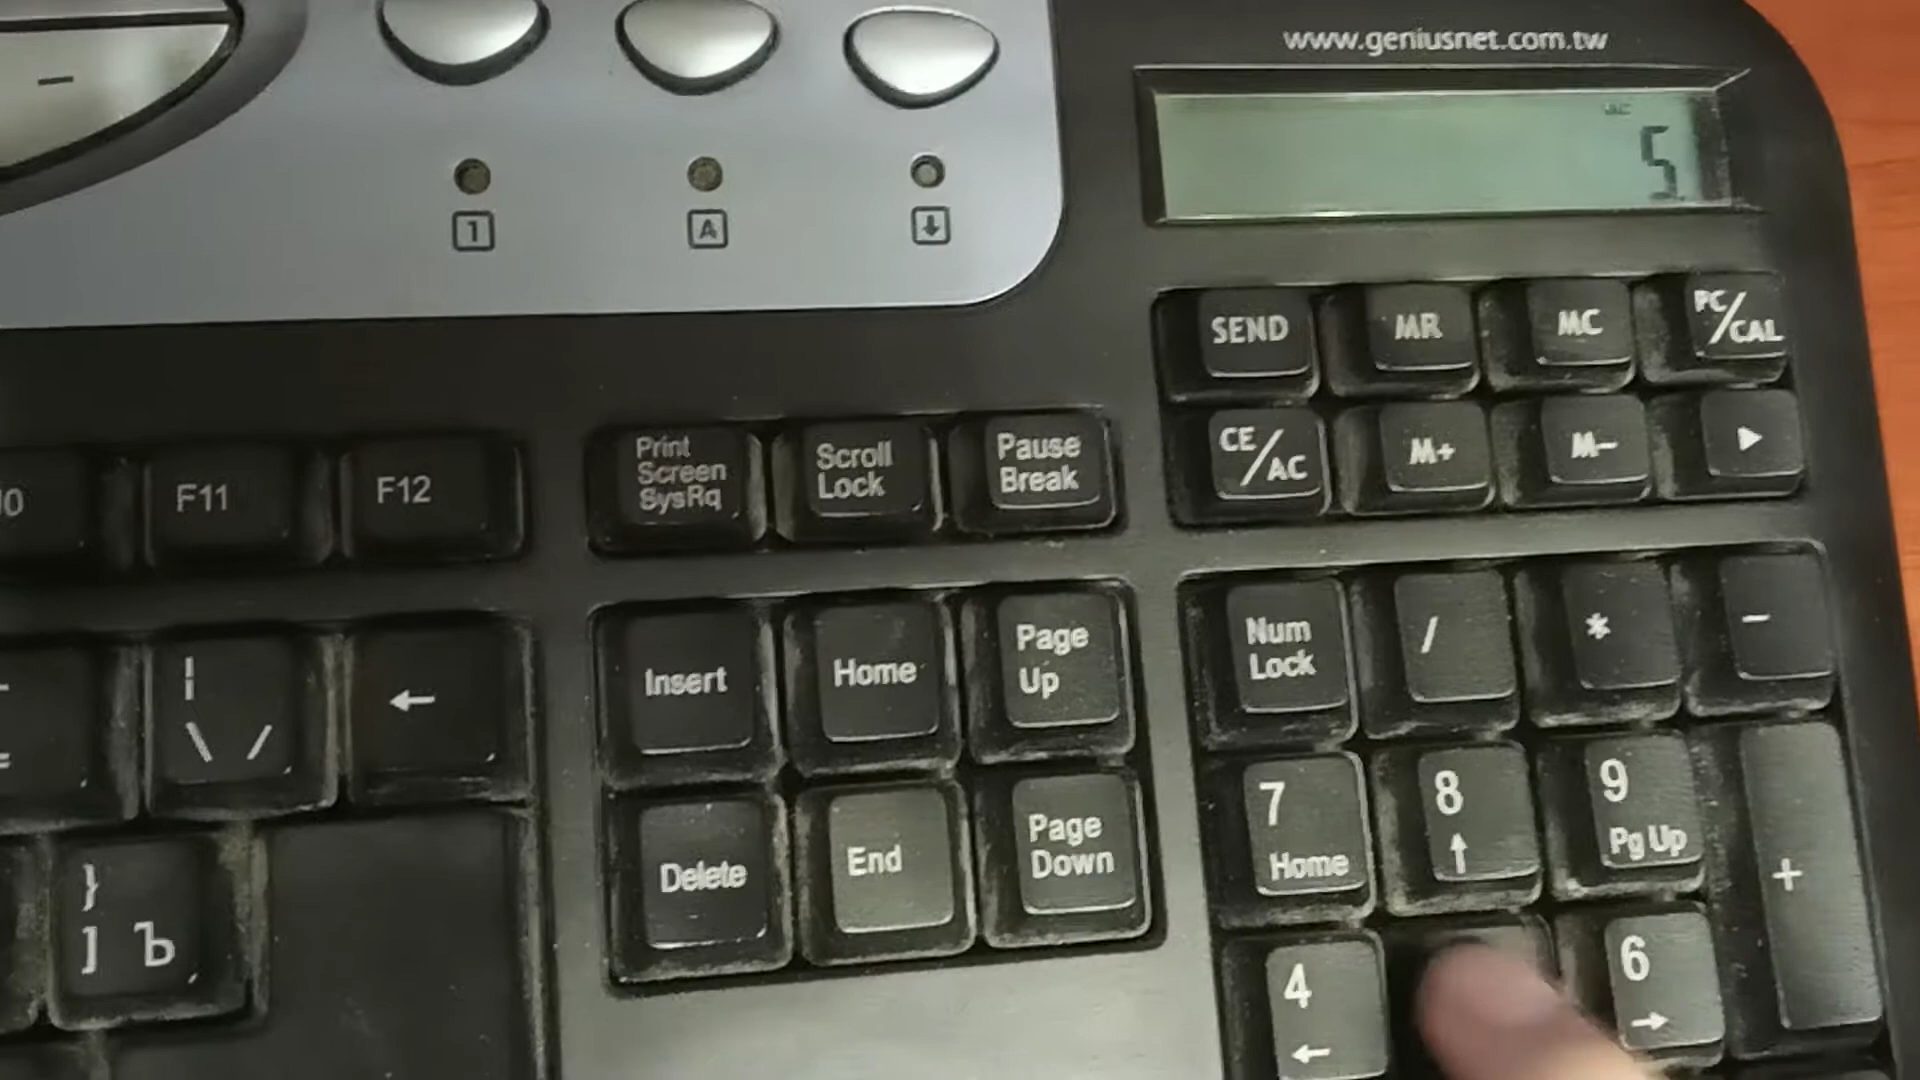 www.geniusnet.com.tw
5.
1
A
SEND
MR
MC
PC/CAL
CE/AC
M+
M-
F11
F12
Print
Screen
SysRq
Scroll
Lock
Pause
Break
|
\ /
←
Insert
Home
Page
Up
Num
Lock
/
*
-
Delete
End
Page
Down
7
Home
8
↑
9
Pg Up
+
}
] Ъ
4
←
6
→